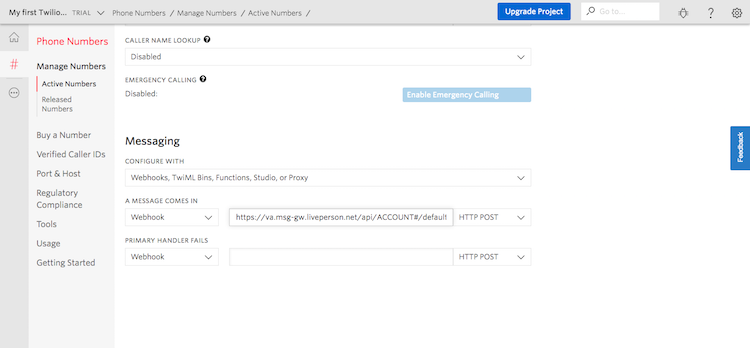 My first Twilio... TRIAL Phone Numbers / Manage Numbers / Active Numbers / Upgrade Project Go to... ?
# Phone Numbers
Manage Numbers
Active Numbers
Released
Numbers
Buy a Number
Verified Caller IDs
Port & Host
Regulatory
Compliance
Tools
Usage
Getting Started
CALLER NAME LOOKUP ?
Disabled
EMERGENCY CALLING ?
Disabled: Enable Emergency Calling
Messaging
CONFIGURE WITH
Webhooks, TwiML Bins, Functions, Studio, or Proxy
A MESSAGE COMES IN
Webhook https://va.msg-gw.liveperson.net/api/ACCOUNT#/default HTTP POST
PRIMARY HANDLER FAILS
Webhook HTTP POST
Feedback